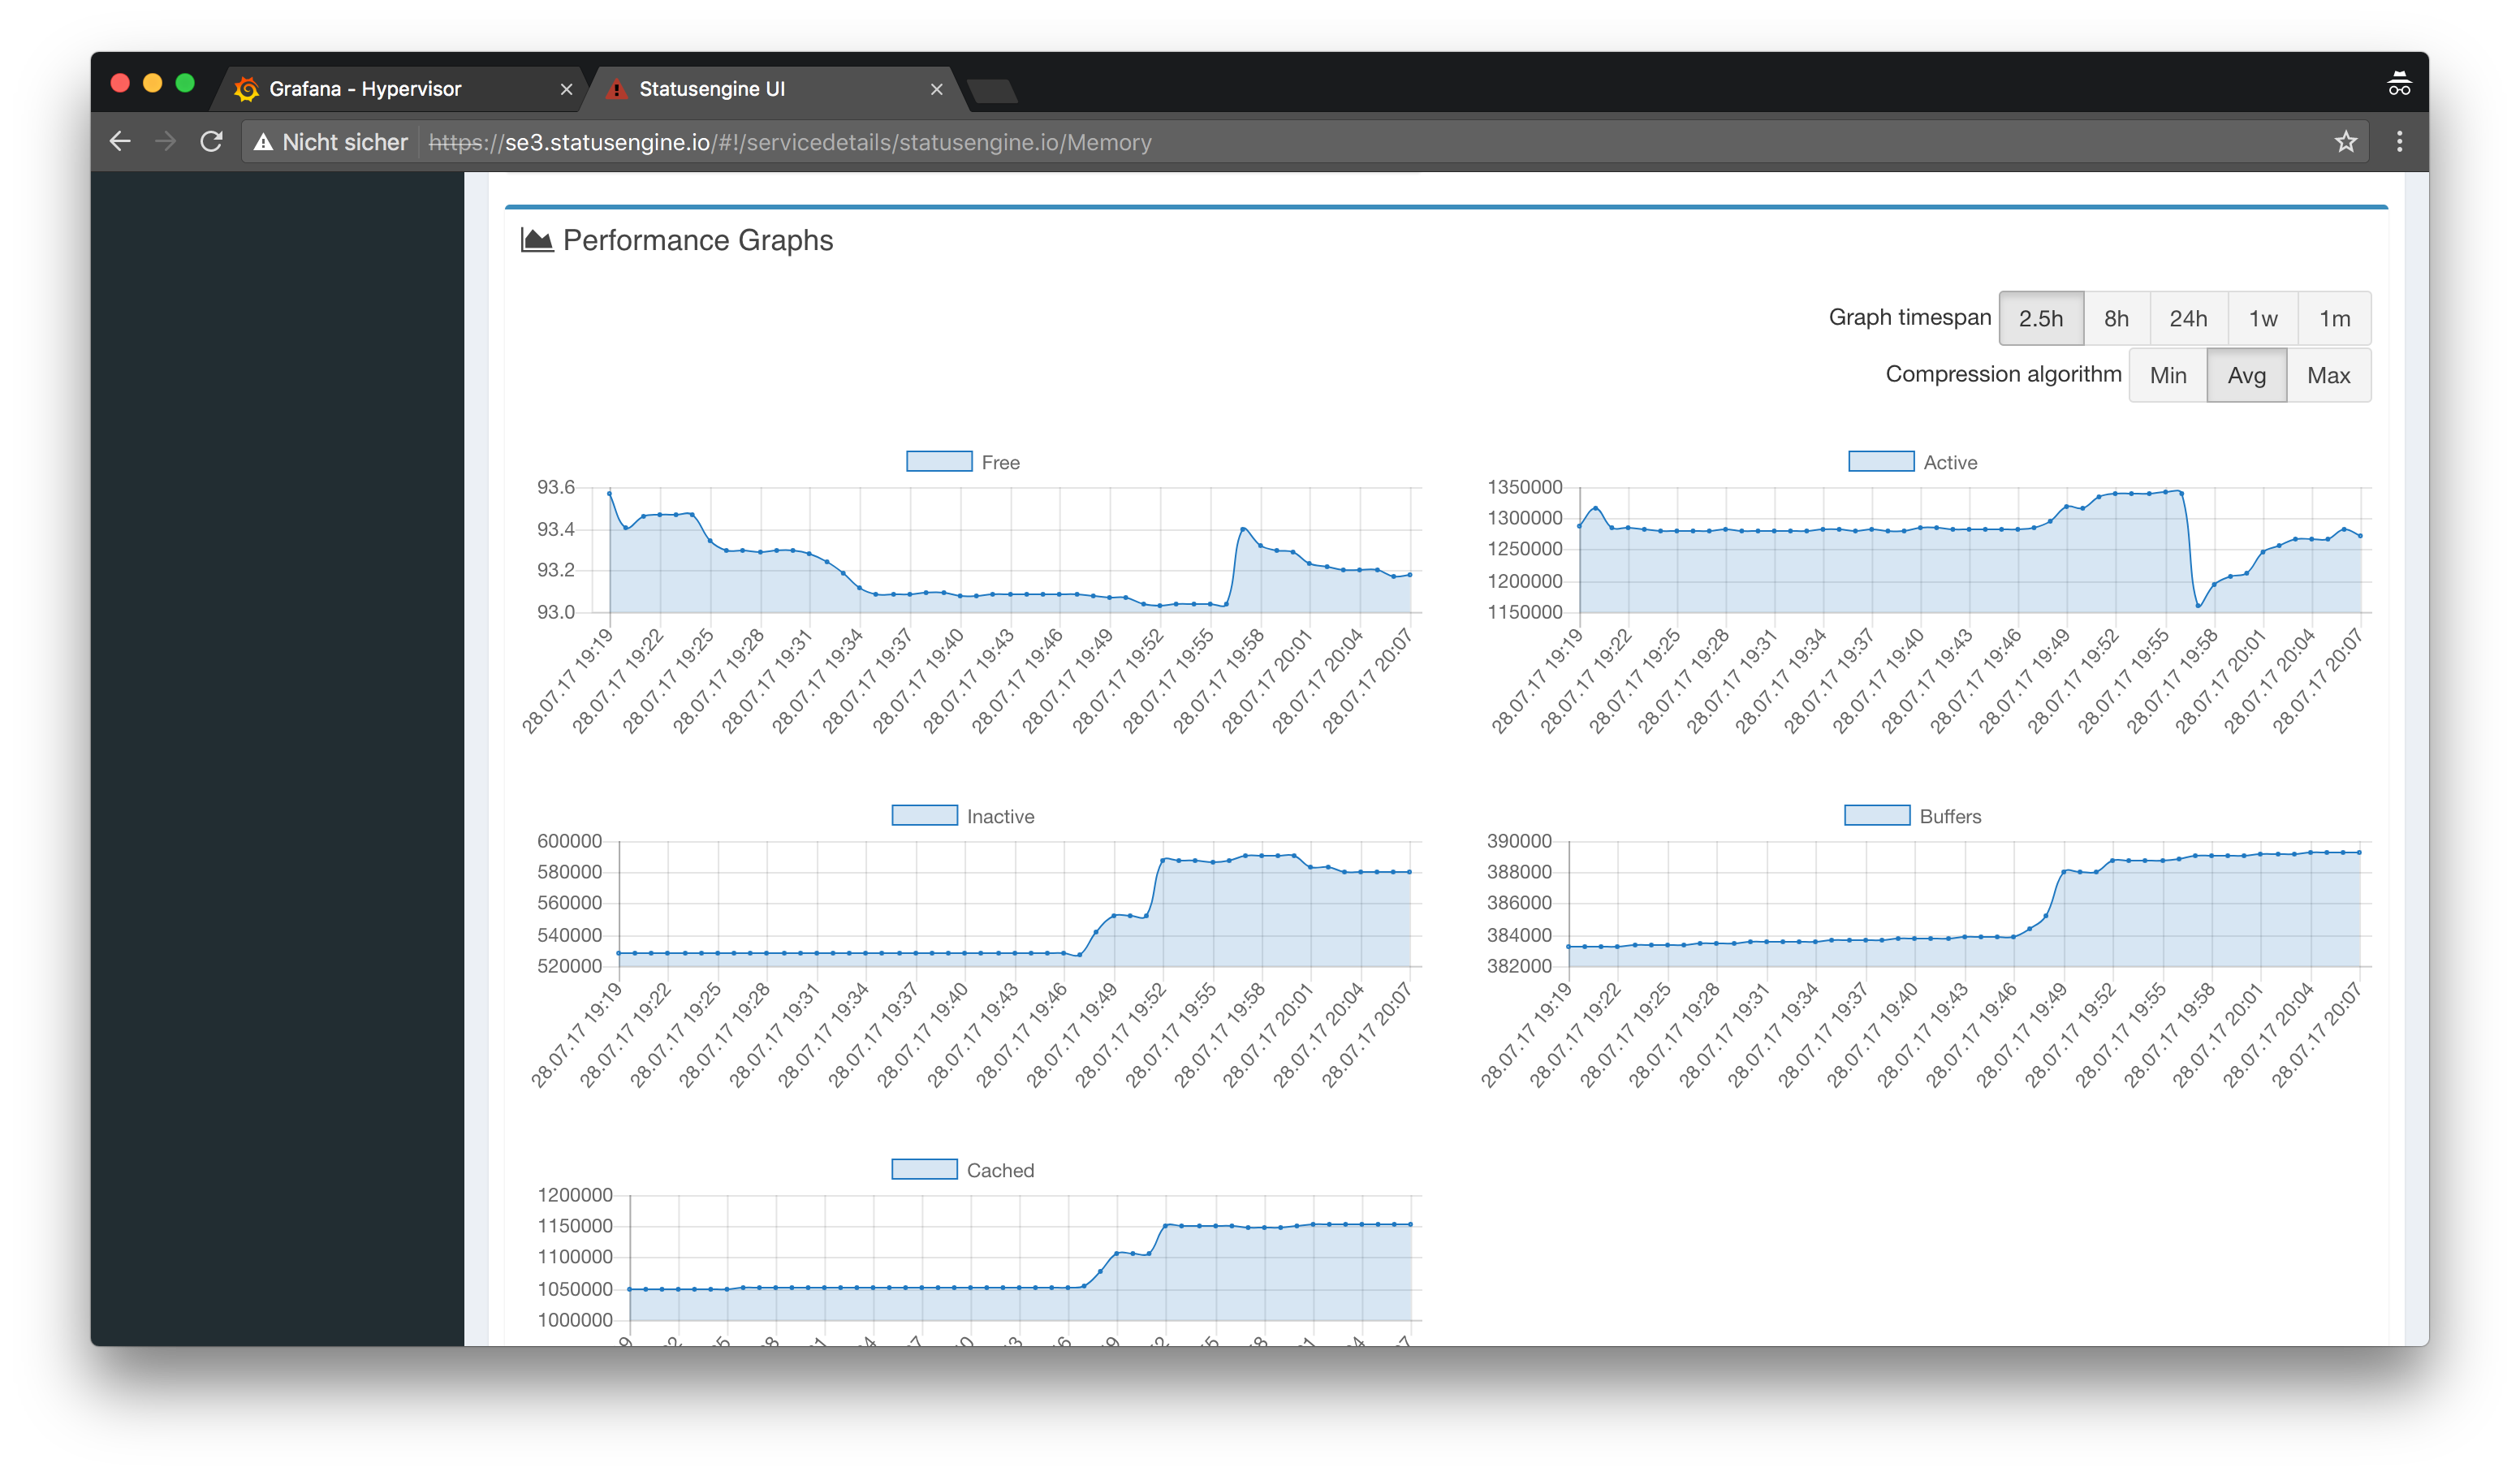 Grafana - Hypervisor
Statusengine UI
Nicht sicher https://se3.statusengine.io/#!/servicedetails/statusengine.io/Memory
Performance Graphs
Graph timespan 2.5h 8h 24h 1w 1m
Compression algorithm Min Avg Max
Free
93.6
93.4
93.2
93.0
28.07.17 19:19 28.07.17 19:22 28.07.17 19:25 28.07.17 19:28 28.07.17 19:31 28.07.17 19:34 28.07.17 19:37 28.07.17 19:40 28.07.17 19:43 28.07.17 19:46 28.07.17 19:49 28.07.17 19:52 28.07.17 19:55 28.07.17 19:58 28.07.17 20:01 28.07.17 20:04 28.07.17 20:07
Active
1350000
1300000
1250000
1200000
1150000
28.07.17 19:19 28.07.17 19:22 28.07.17 19:25 28.07.17 19:28 28.07.17 19:31 28.07.17 19:34 28.07.17 19:37 28.07.17 19:40 28.07.17 19:43 28.07.17 19:46 28.07.17 19:49 28.07.17 19:52 28.07.17 19:55 28.07.17 19:58 28.07.17 20:01 28.07.17 20:04 28.07.17 20:07
Inactive
600000
580000
560000
540000
520000
28.07.17 19:19 28.07.17 19:22 28.07.17 19:25 28.07.17 19:28 28.07.17 19:31 28.07.17 19:34 28.07.17 19:37 28.07.17 19:40 28.07.17 19:43 28.07.17 19:46 28.07.17 19:49 28.07.17 19:52 28.07.17 19:55 28.07.17 19:58 28.07.17 20:01 28.07.17 20:04 28.07.17 20:07
Buffers
390000
388000
386000
384000
382000
28.07.17 19:19 28.07.17 19:22 28.07.17 19:25 28.07.17 19:28 28.07.17 19:31 28.07.17 19:34 28.07.17 19:37 28.07.17 19:40 28.07.17 19:43 28.07.17 19:46 28.07.17 19:49 28.07.17 19:52 28.07.17 19:55 28.07.17 19:58 28.07.17 20:01 28.07.17 20:04 28.07.17 20:07
Cached
1200000
1150000
1100000
1050000
1000000